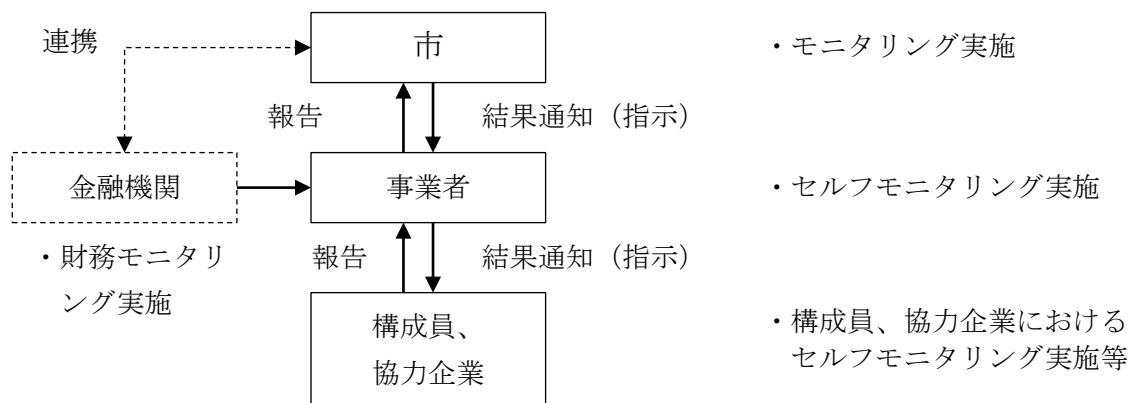 連携
市
・モニタリング実施
報告
結果通知（指示）
金融機関
事業者
・セルフモニタリング実施
・財務モニタリ
ング実施
報告
結果通知（指示）
構成員、
協力企業
・構成員、協力企業における
セルフモニタリング実施等